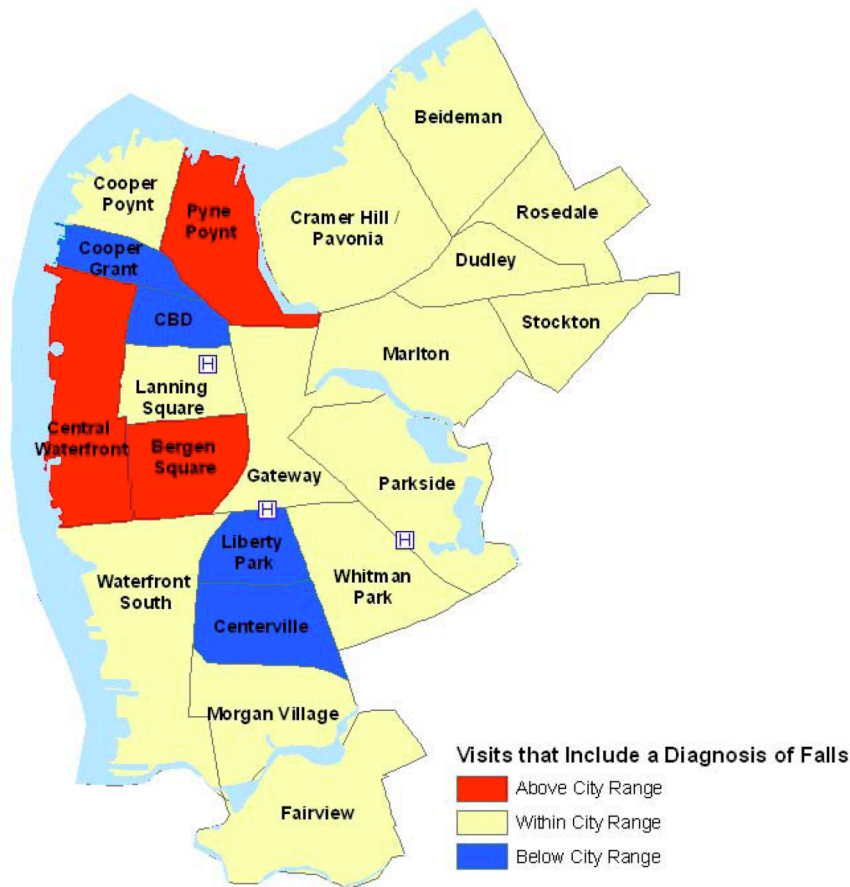 Beideman
Cooper
Poynt
Pyne
Poynt
Rosedale
Cramer Hill /
Pavonia
Cooper
Grant
Dudley
CBD
Stockton
Marlton
H
Lanning
Square
Central
Waterfront
Bergen
Square
Gateway
Parkside
H
H
Liberty
Park
Waterfront
South
Whitman
Park
Centerville
Morgan Village
Fairview
Visits that Include a Diagnosis of Falls
Above City Range
Within City Range
Below City Range